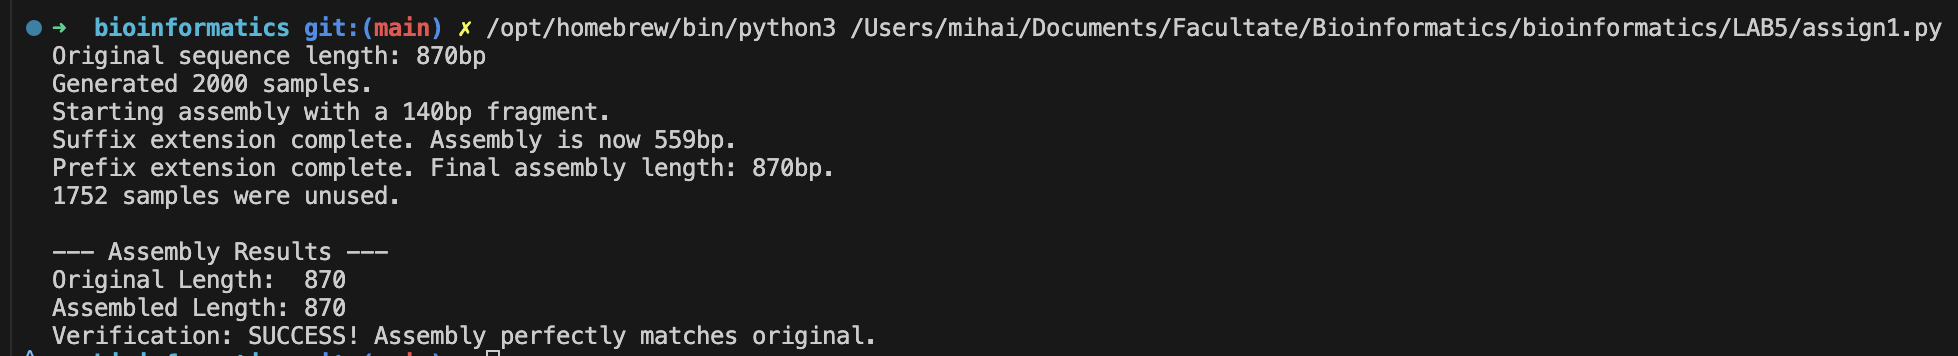 ➜ bioinformatics git:(main) ✗ /opt/homebrew/bin/python3 /Users/mihai/Documents/Facultate/Bioinformatics/bioinformatics/LAB5/assign1.py
Original sequence length: 870bp
Generated 2000 samples.
Starting assembly with a 140bp fragment.
Suffix extension complete. Assembly is now 559bp.
Prefix extension complete. Final assembly length: 870bp.
1752 samples were unused.
--- Assembly Results ---
Original Length: 870
Assembled Length: 870
Verification: SUCCESS! Assembly perfectly matches original.